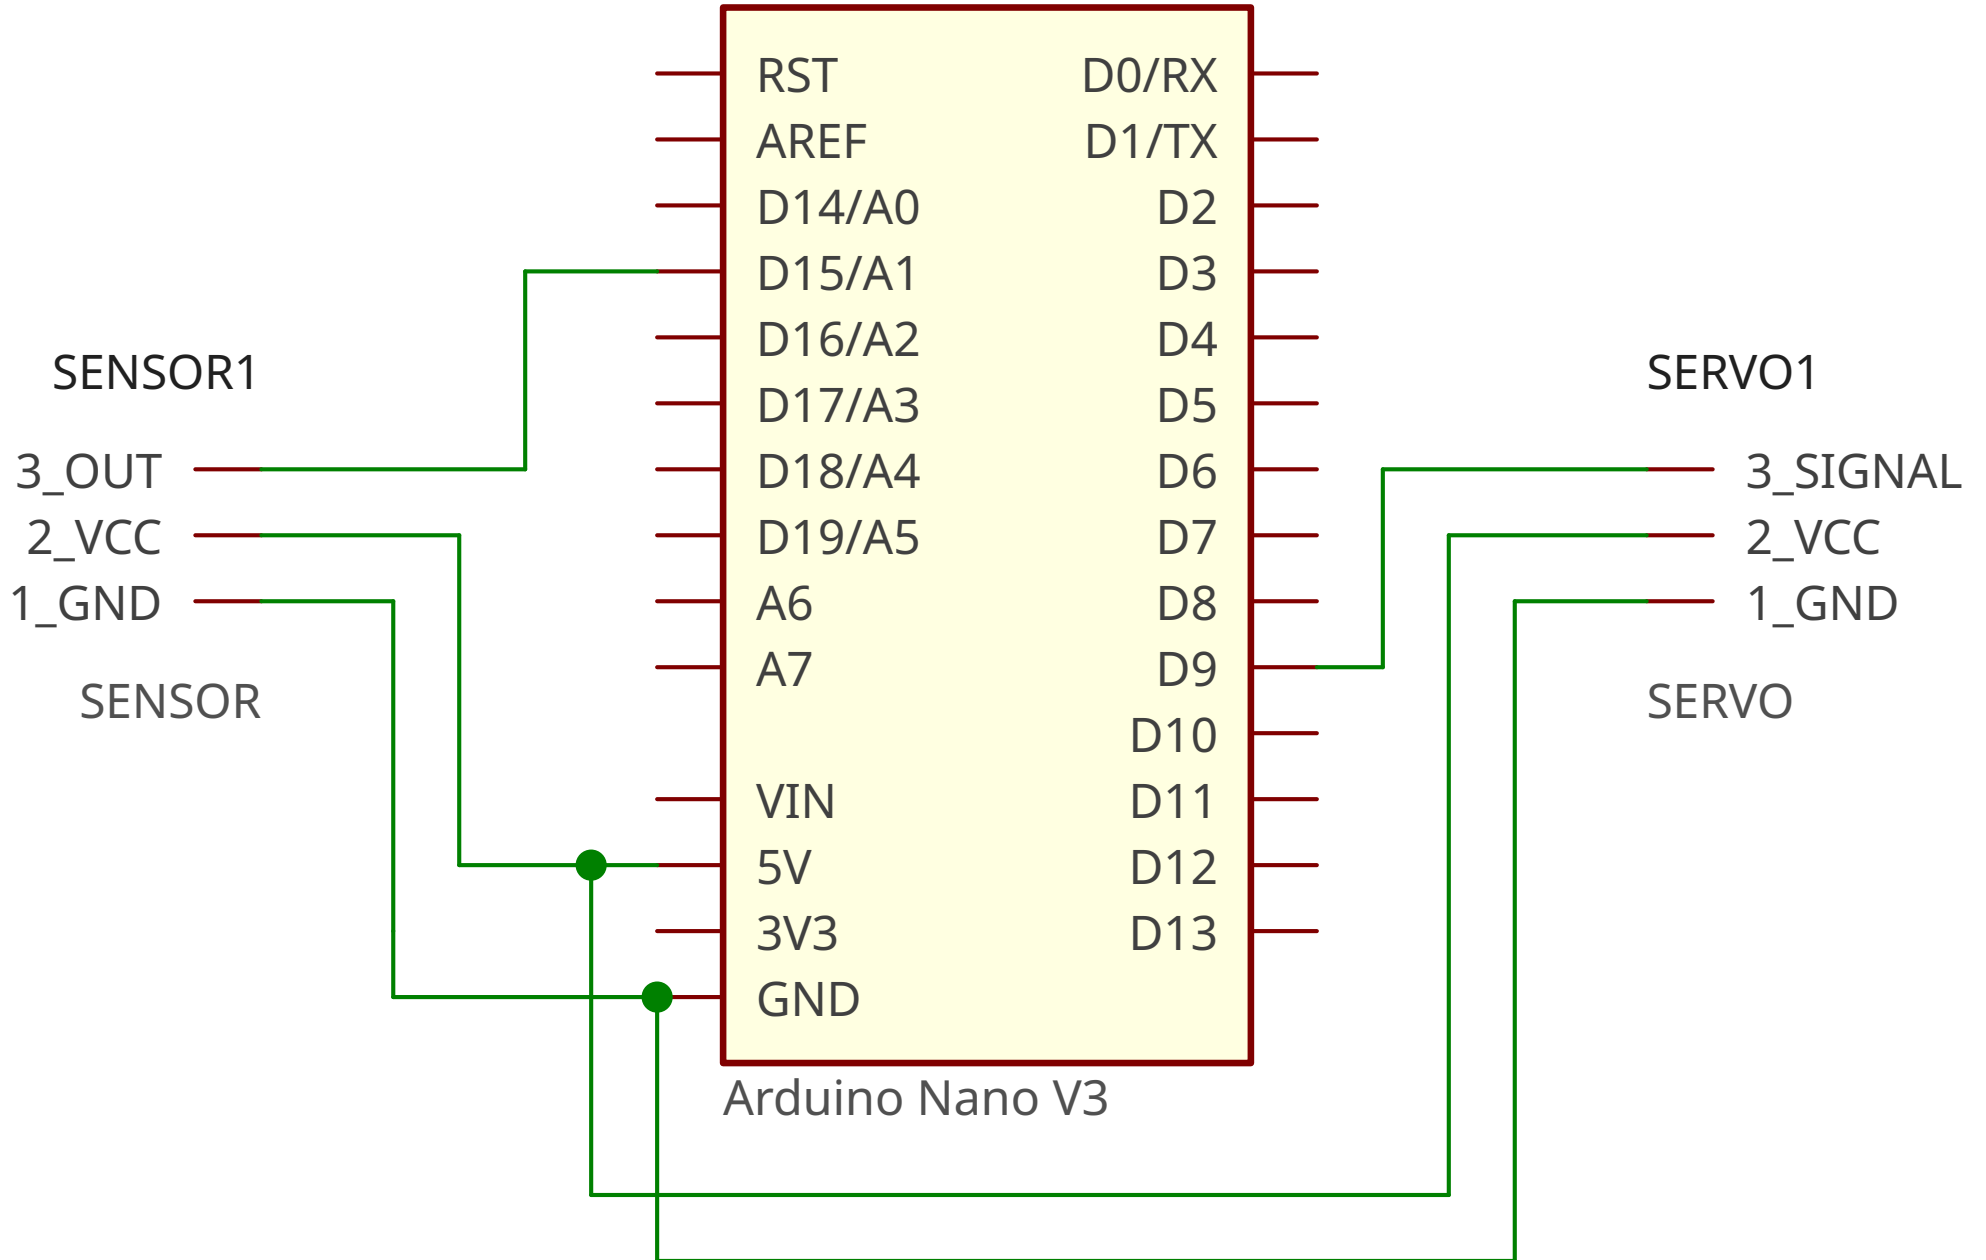 SENSOR1
3_OUT
2_VCC
1_GND
SENSOR
RST
AREF
D14/A0
D15/A1
D16/A2
D17/A3
D18/A4
D19/A5
A6
A7
VIN
5V
3V3
GND
D0/RX
D1/TX
D2
D3
D4
D5
D6
D7
D8
D9
D10
D11
D12
D13
Arduino Nano V3
SERVO1
3_SIGNAL
2_VCC
1_GND
SERVO